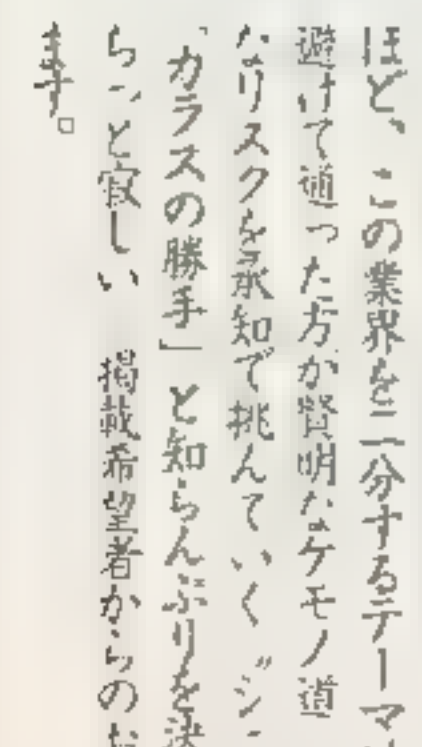 ほど、この業界を二分するテーマ
避けて通った方が賢明なケモノ道
なリスクを承知で挑んでいく〝ジ
「カラスの勝手」と知らんぷりを決
らっと寂しい 掲載希望者からのお
ます。